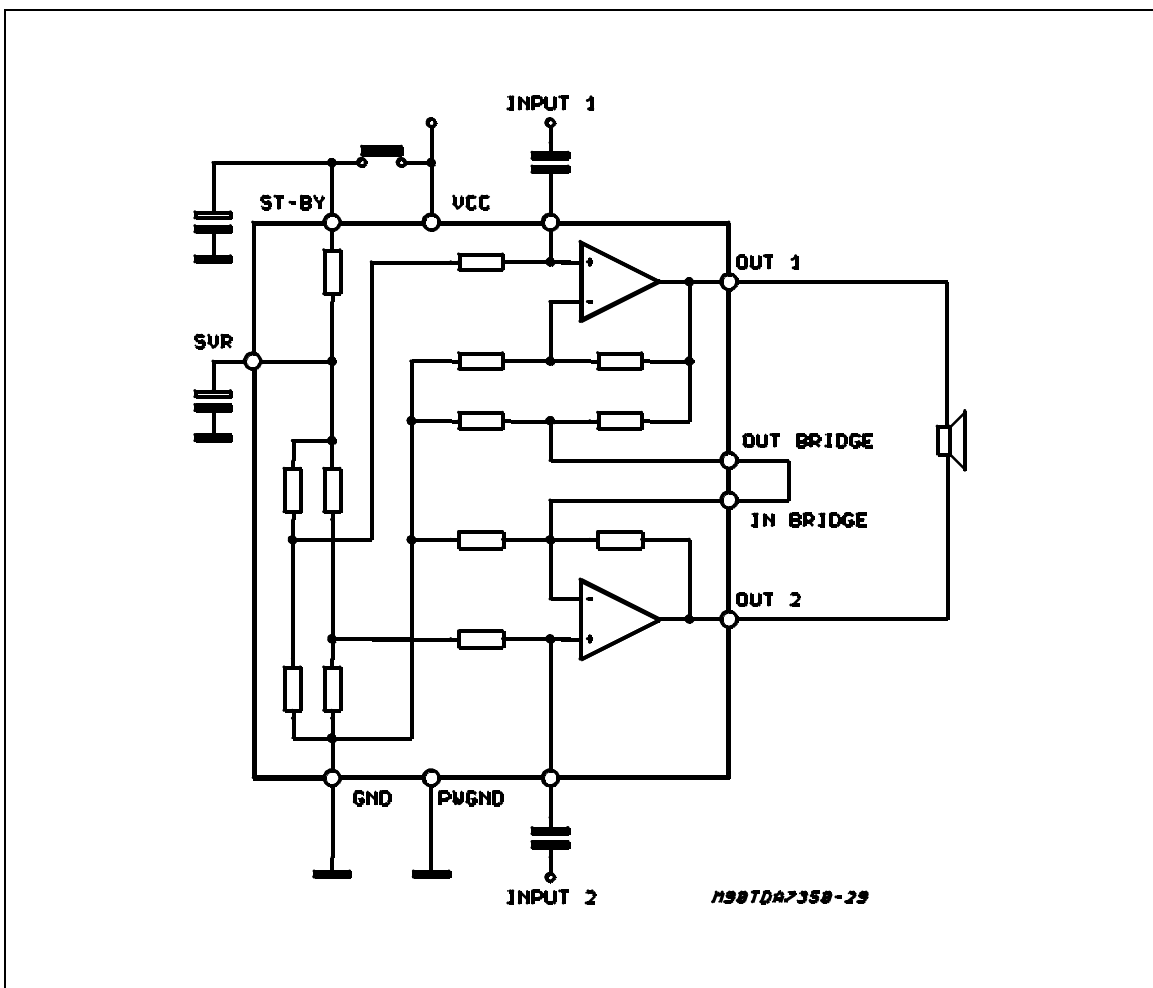 INPUT 1
ST-BY
VCC
OUT 1
+
-
SVR
OUT BRIDGE
IN BRIDGE
OUT 2
-
+
GND
PWGND
INPUT 2
M90TDA7350-29